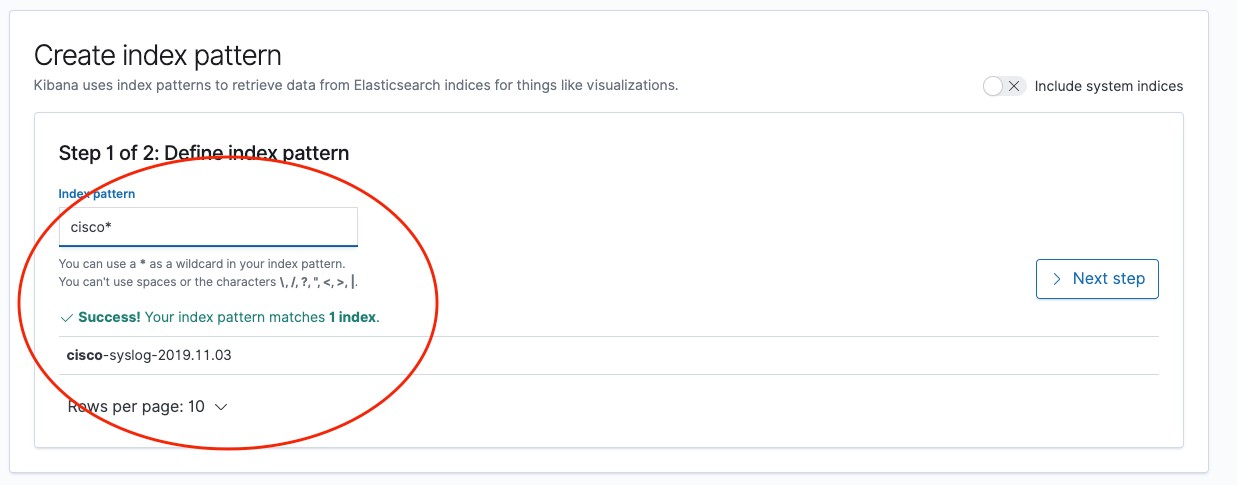 Create index pattern
Kibana uses index patterns to retrieve data from Elasticsearch indices for things like visualizations.
Include system indices
Step 1 of 2: Define index pattern
Index pattern
cisco*
You can use a * as a wildcard in your index pattern.
You can't use spaces or the characters \, /, ?, ", <, >, |.
Next step
Success! Your index pattern matches 1 index.
cisco-syslog-2019.11.03
Rows per page: 10